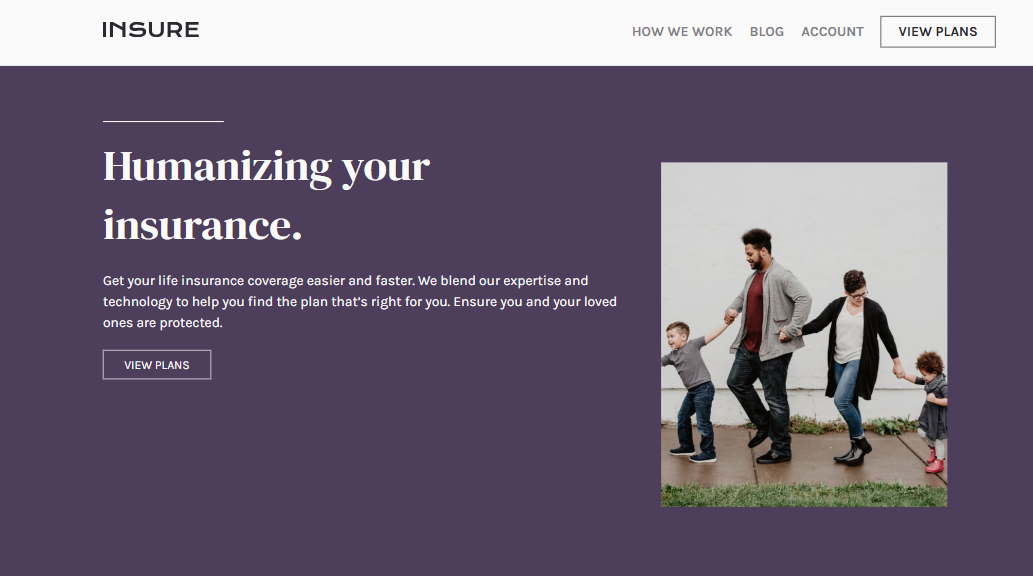 INSURE
HOW WE WORK BLOG ACCOUNT VIEW PLANS
Humanizing your
insurance.
Get your life insurance coverage easier and faster. We blend our expertise and
technology to help you find the plan that's right for you. Ensure you and your loved
ones are protected.
VIEW PLANS